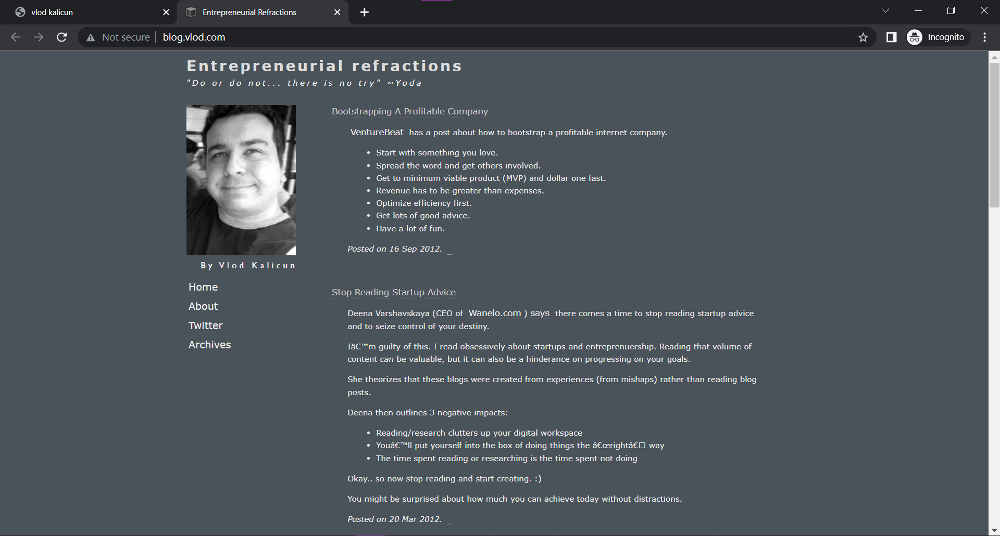 vlod kalicun
Entrepreneurial Refractions
Not secure
blog.vlod.com
Incognito
Entrepreneurial refractions
"Do or do not... there is no try" ~Yoda
By Vlod Kalicun
Home
About
Twitter
Archives
Bootstrapping A Profitable Company
VentureBeat has a post about how to bootstrap a profitable internet company.
• Start with something you love.
• Spread the word and get others involved.
• Get to minimum viable product (MVP) and dollar one fast.
• Revenue has to be greater than expenses.
• Optimize efficiency first.
• Get lots of good advice.
• Have a lot of fun.
Posted on 16 Sep 2012. _
Stop Reading Startup Advice
Deena Varshavskaya (CEO of Wanelo.com ) says there comes a time to stop reading startup advice
and to seize control of your destiny.
Iâ€™m guilty of this. I read obsessively about startups and entreprenuership. Reading that volume of
content can be valuable, but it can also be a hinderance on progressing on your goals.
She theorizes that these blogs were created from experiences (from mishaps) rather than reading blog
posts.
Deena then outlines 3 negative impacts:
• Reading/research clutters up your digital workspace
• Youâ€™ll put yourself into the box of doing things the â€œrightâ€□ way
• The time spent reading or researching is the time spent not doing
Okay.. so now stop reading and start creating. :)
You might be surprised about how much you can achieve today without distractions.
Posted on 20 Mar 2012. _